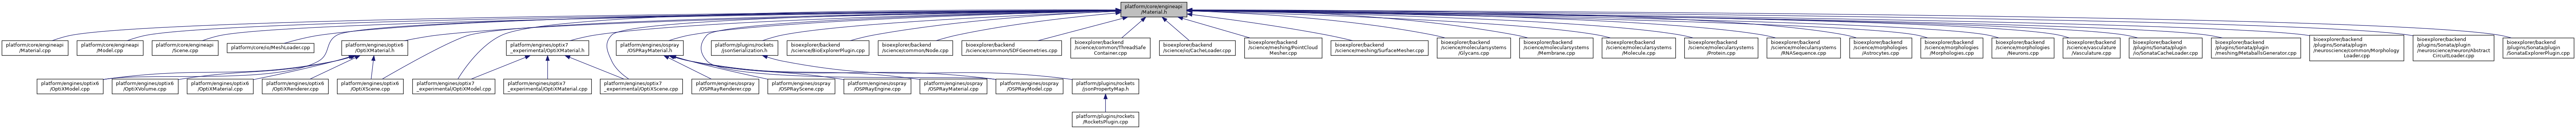 platform/core/engineapi
/Material.h
platform/core/engineapi
/Material.cpp
platform/core/engineapi
/Model.cpp
platform/core/engineapi
/Scene.cpp
platform/core/io/MeshLoader.cpp
platform/engines/optix6
/OptiXMaterial.h
platform/engines/optix7
_experimental/OptiXMaterial.h
platform/engines/ospray
/OSPRayMaterial.h
platform/plugins/rockets
/jsonSerialization.h
bioexplorer/backend
/science/BioExplorerPlugin.cpp
bioexplorer/backend
/science/common/Node.cpp
bioexplorer/backend
/science/common/SDFGeometries.cpp
bioexplorer/backend
/science/common/ThreadSafe
Container.cpp
bioexplorer/backend
/science/io/CacheLoader.cpp
bioexplorer/backend
/science/meshing/PointCloud
Mesher.cpp
bioexplorer/backend
/science/meshing/SurfaceMesher.cpp
bioexplorer/backend
/science/molecularsystems
/Glycans.cpp
bioexplorer/backend
/science/molecularsystems
/Membrane.cpp
bioexplorer/backend
/science/molecularsystems
/Molecule.cpp
bioexplorer/backend
/science/molecularsystems
/Protein.cpp
bioexplorer/backend
/science/molecularsystems
/RNASequence.cpp
bioexplorer/backend
/science/morphologies
/Astrocytes.cpp
bioexplorer/backend
/science/morphologies
/Morphologies.cpp
bioexplorer/backend
/science/morphologies
/Neurons.cpp
bioexplorer/backend
/science/vasculature
/Vasculature.cpp
bioexplorer/backend
/plugins/Sonata/plugin
/io/SonataCacheLoader.cpp
bioexplorer/backend
/plugins/Sonata/plugin
/meshing/MetaballsGenerator.cpp
bioexplorer/backend
/plugins/Sonata/plugin
/neuroscience/common/Morphology
Loader.cpp
bioexplorer/backend
/plugins/Sonata/plugin
/neuroscience/neuron/Abstract
CircuitLoader.cpp
bioexplorer/backend
/plugins/Sonata/plugin
/SonataExplorerPlugin.cpp
platform/engines/optix6
/OptiXModel.cpp
platform/engines/optix6
/OptiXVolume.cpp
platform/engines/optix6
/OptiXMaterial.cpp
platform/engines/optix6
/OptiXRenderer.cpp
platform/engines/optix6
/OptiXScene.cpp
platform/engines/optix7
_experimental/OptiXModel.cpp
platform/engines/optix7
_experimental/OptiXMaterial.cpp
platform/engines/optix7
_experimental/OptiXScene.cpp
platform/engines/ospray
/OSPRayRenderer.cpp
platform/engines/ospray
/OSPRayScene.cpp
platform/engines/ospray
/OSPRayEngine.cpp
platform/engines/ospray
/OSPRayMaterial.cpp
platform/engines/ospray
/OSPRayModel.cpp
platform/plugins/rockets
/jsonPropertyMap.h
platform/plugins/rockets
/RocketsPlugin.cpp